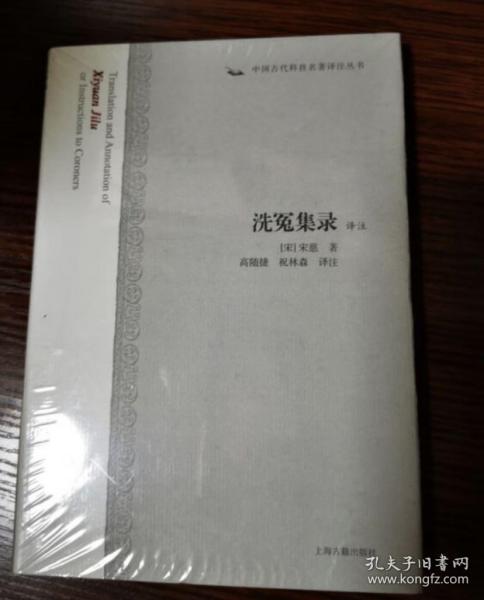 中国古代科技名著译注丛书
Translation and Annotation of
Xiyuan Jilu
or Instructions to Coroners
洗冤集录 译注
[宋]宋慈 著
高随捷 祝林森 译注
上海古籍出版社
孔夫子旧书网
www.kongfz.com